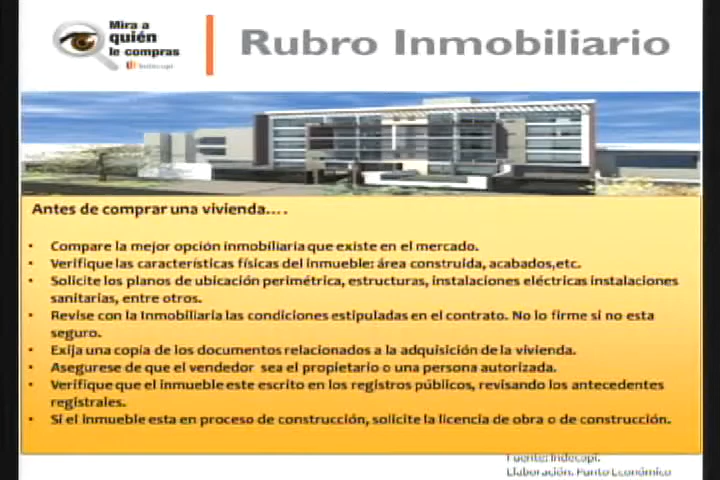 Mira a
quién
le compras
Indecopi
Rubro Inmobiliario
Antes de comprar una vivienda….
• Compare la mejor opción inmobiliaria que existe en el mercado.
• Verifique las características físicas del inmueble: área construida, acabados,etc.
• Solicite los planos de ubicación perimétrica, estructuras, instalaciones eléctricas instalaciones
sanitarias, entre otros.
• Revise con la Inmobiliaria las condiciones estipuladas en el contrato. No lo firme si no esta
seguro.
• Exija una copia de los documentos relacionados a la adquisición de la vivienda.
• Asegurese de que el vendedor sea el propietario o una persona autorizada.
• Verifique que el inmueble este escrito en los registros públicos, revisando los antecedentes
registrales.
• Si el inmueble esta en proceso de construcción, solicite la licencia de obra o de construcción.
Fuente: Indecopi.
Elaboración. Punto Económico